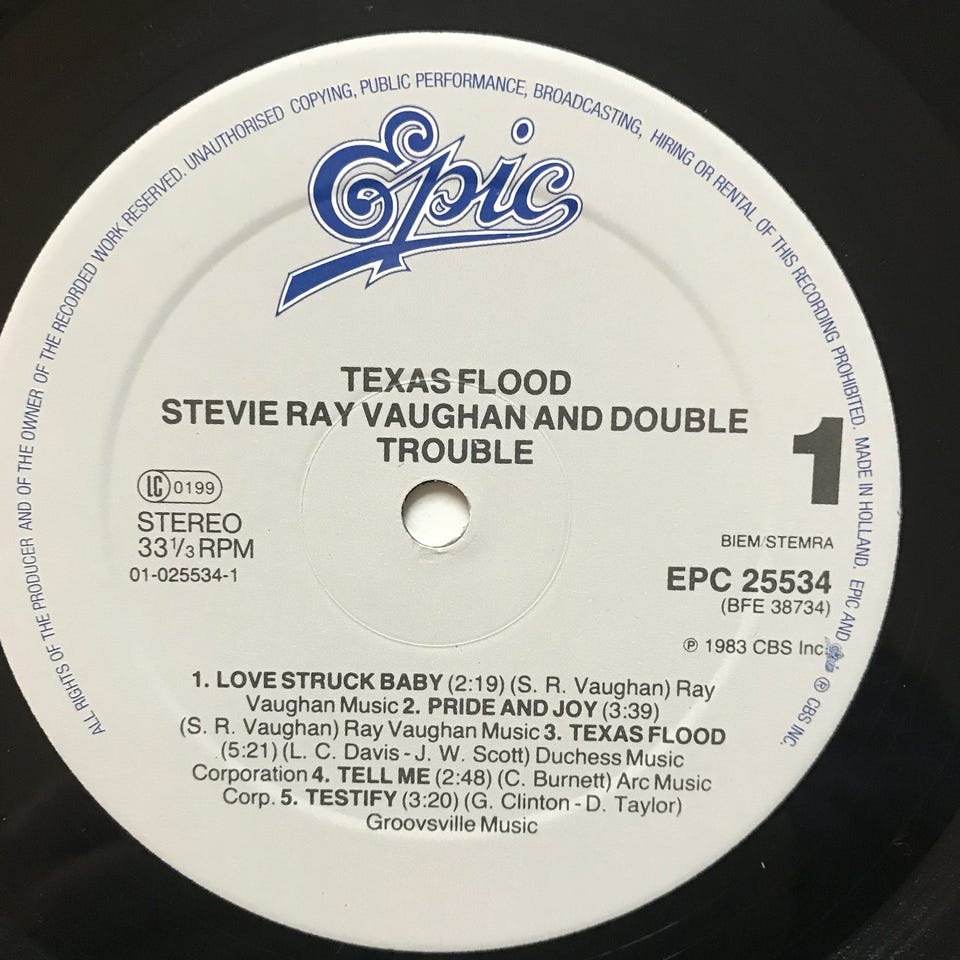 ALL RIGHTS OF THE PRODUCER AND OF THE OWNER OF THE RECORDED WORK RESERVED. UNAUTHORISED COPYING, PUBLIC PERFORMANCE, BROADCASTING, HIRING OR RENTAL OF THIS RECORDING PROHIBITED. MADE IN HOLLAND. EPIC AND Epic ® CBS INC.
Epic
TEXAS FLOOD
STEVIE RAY VAUGHAN AND DOUBLE
TROUBLE
1
LC 0199
STEREO
33 1/3 RPM
01-025534-1
BIEM/STEMRA
EPC 25534
(BFE 38734)
℗ 1983 CBS Inc.
1. LOVE STRUCK BABY (2:19) (S. R. Vaughan) Ray
Vaughan Music 2. PRIDE AND JOY (3:39)
(S. R. Vaughan) Ray Vaughan Music 3. TEXAS FLOOD
(5:21) (L. C. Davis - J. W. Scott) Duchess Music
Corporation 4. TELL ME (2:48) (C. Burnett) Arc Music
Corp. 5. TESTIFY (3:20) (G. Clinton - D. Taylor)
Groovsville Music